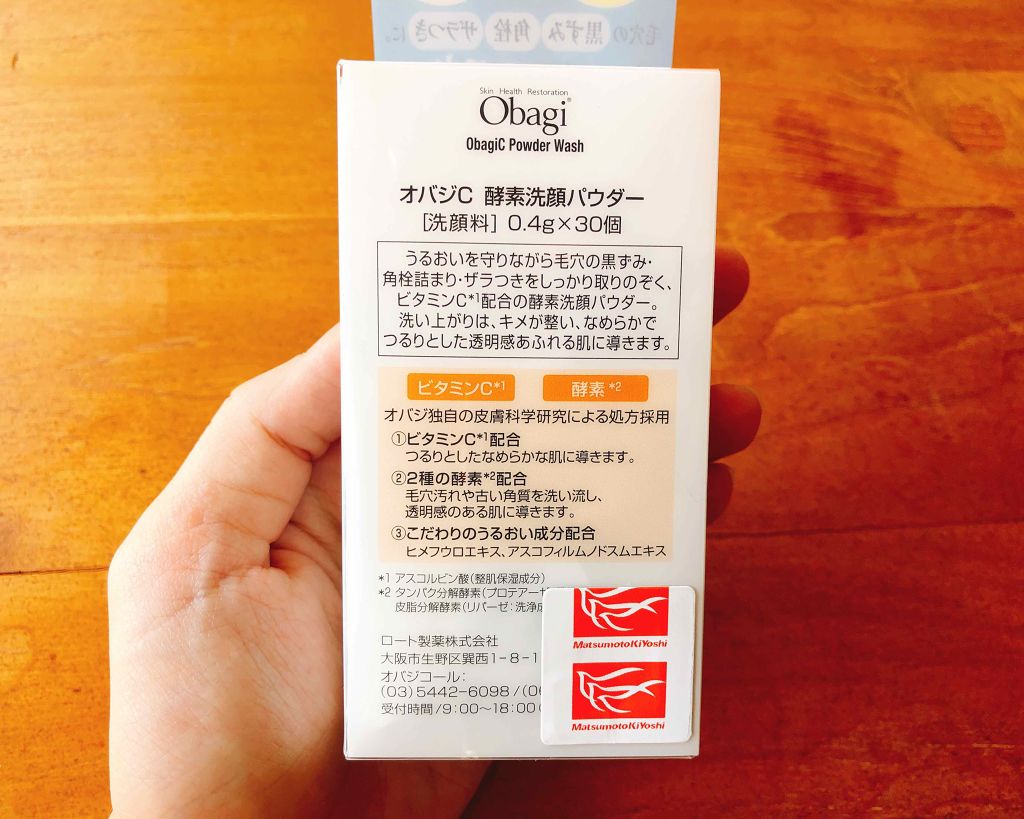 毛穴の黒ずみ 角栓 ザラつきに。
Skin Health Restoration
Obagi®
ObagiC Powder Wash
オバジC 酵素洗顔パウダー
[洗顔料] 0.4g×30個
うるおいを守りながら毛穴の黒ずみ・
角栓詰まり・ザラつきをしっかり取りのぞく、
ビタミンC*1配合の酵素洗顔パウダー。
洗い上がりは、キメが整い、なめらかで
つるりとした透明感あふれる肌に導きます。
ビタミンC*1 酵素*2
オバジ独自の皮膚科学研究による処方採用
①ビタミンC*1配合
つるりとしたなめらかな肌に導きます。
②2種の酵素*2配合
毛穴汚れや古い角質を洗い流し、
透明感のある肌に導きます。
③こだわりのうるおい成分配合
ヒメフウロエキス、アスコフィルムノドスムエキス
*1 アスコルビン酸(整肌保湿成分)
*2 タンパク分解酵素(プロテアーゼ
皮脂分解酵素(リパーゼ:洗浄成
ロート製薬株式会社
大阪市生野区巽西1-8-1
オバジコール:
(03)5442-6098/(06
受付時間/9:00~18:00(
MatsumotoKiYoshi
MatsumotoKiYoshi